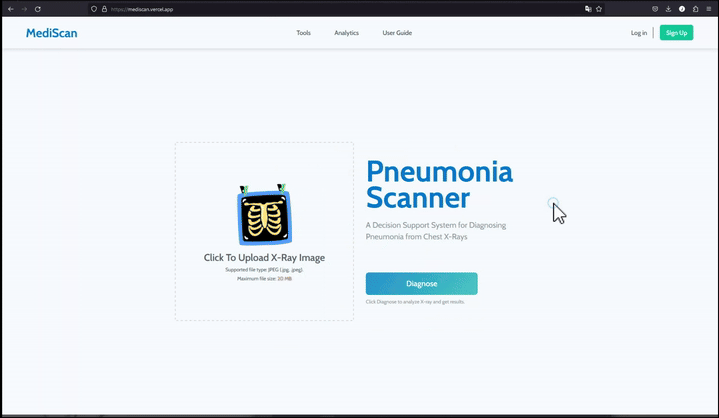 https://mediscan.vercel.app
MediScan
Tools
Analytics
User Guide
Log in
Sign Up
Pneumonia
Scanner
A Decision Support System for Diagnosing
Pneumonia from Chest X-Rays
Click To Upload X-Ray Image
Supported file type: JPEG (.jpg, .jpeg).
Maximum file size: 20 MB
Diagnose
Click Diagnose to analyze X-ray and get results.